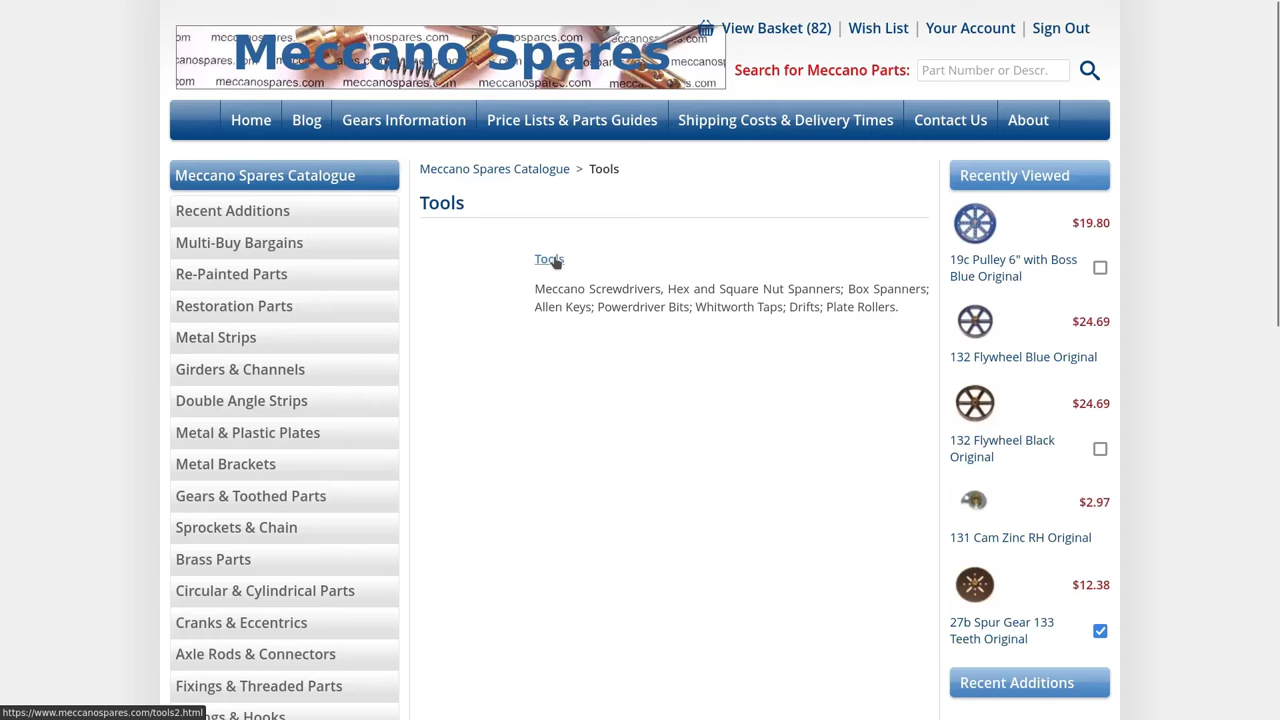 Meccano Spares
View Basket (82)
Wish List
Your Account
Sign Out
Search for Meccano Parts:
Part Number or Descr.
Home
Blog
Gears Information
Price Lists & Parts Guides
Shipping Costs & Delivery Times
Contact Us
About
Meccano Spares Catalogue
Recent Additions
Multi-Buy Bargains
Re-Painted Parts
Restoration Parts
Metal Strips
Girders & Channels
Double Angle Strips
Metal & Plastic Plates
Metal Brackets
Gears & Toothed Parts
Sprockets & Chain
Brass Parts
Circular & Cylindrical Parts
Cranks & Eccentrics
Axle Rods & Connectors
Fixings & Threaded Parts
& Hooks
Meccano Spares Catalogue > Tools
Tools
Tools
Meccano Screwdrivers, Hex and Square Nut Spanners; Box Spanners;
Allen Keys; Powerdriver Bits; Whitworth Taps; Drifts; Plate Rollers.
Recently Viewed
$19.80
19c Pulley 6" with Boss
Blue Original
$24.69
132 Flywheel Blue Original
$24.69
132 Flywheel Black
Original
$2.97
131 Cam Zinc RH Original
$12.38
27b Spur Gear 133
Teeth Original
Recent Additions
https://www.meccanospares.com/tools2.html